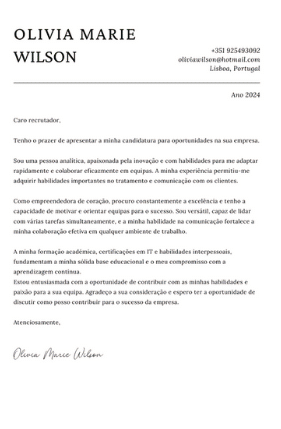 OLIVIA MARIE
WILSON
+351 925493092
oliviawilson@hotmail.com
Lisboa, Portugal
Ano 2024
Caro recrutador,
Tenho o prazer de apresentar a minha candidatura para oportunidades na sua empresa.
Sou uma pessoa analítica, apaixonada pela inovação e com habilidades para me adaptar
rapidamente e colaborar eficazmente em equipas. A minha experiência permitiu-me
adquirir habilidades importantes no tratamento e comunicação com os clientes.
Como empreendedora de coração, procuro constantemente a excelência e tenho a
capacidade de motivar e orientar equipas para o sucesso. Sou versátil, capaz de lidar
com várias tarefas simultaneamente, e a minha habilidade na comunicação fortalece a
minha colaboração efetiva em qualquer ambiente de trabalho.
A minha formação académica, certificações em IT e habilidades interpessoais,
fundamentam a minha sólida base educacional e o meu compromisso com a
aprendizagem contínua.
Estou entusiasmada com a oportunidade de contribuir com as minhas habilidades e
paixão para a sua equipa. Agradeço a sua consideração e espero ter a oportunidade de
discutir como posso contribuir para o sucesso da empresa.
Atenciosamente,
Olivia Marie Wilson